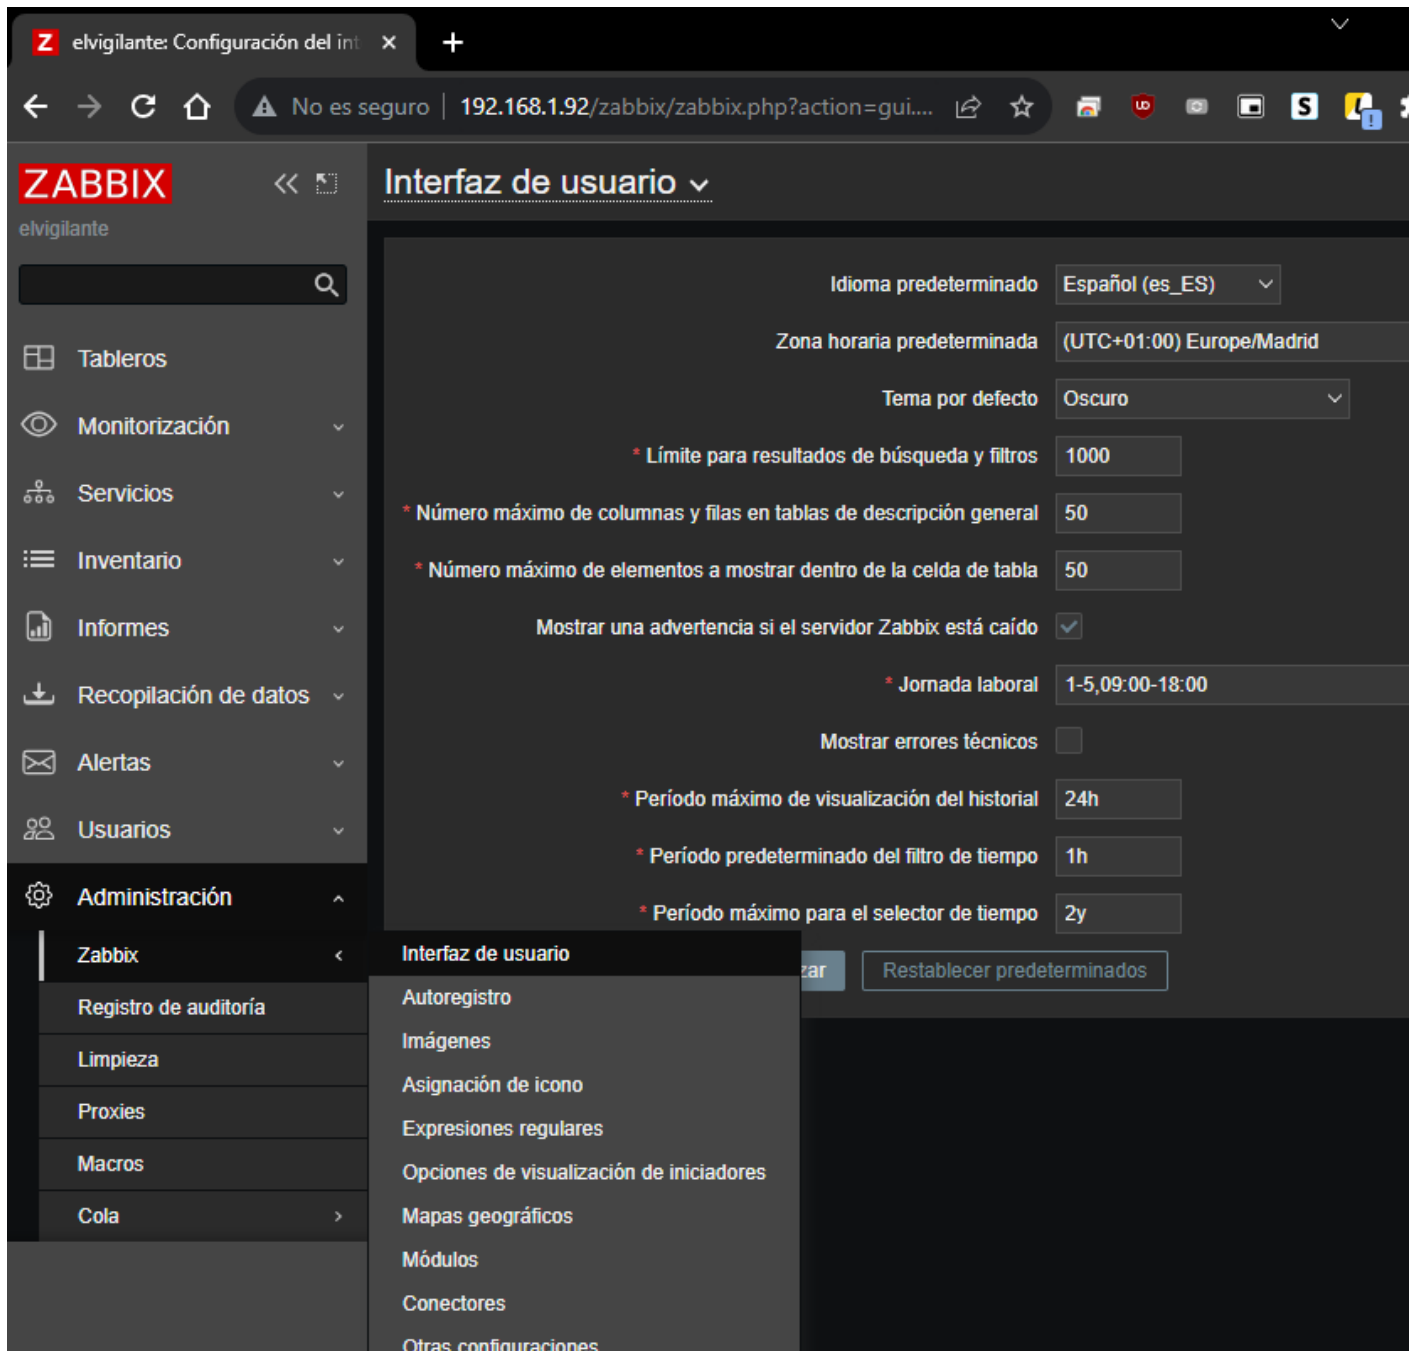 Z elvigilante: Configuración del int
No es seguro 192.168.1.92/zabbix/zabbix.php?action=gui....
ZABBIX
elvigilante
Tableros
Monitorización
Servicios
Inventario
Informes
Recopilación de datos
Alertas
Usuarios
Administración
Zabbix
Registro de auditoría
Limpieza
Proxies
Macros
Cola
Interfaz de usuario
Idioma predeterminado Español (es_ES)
Zona horaria predeterminada (UTC+01:00) Europe/Madrid
Tema por defecto Oscuro
* Límite para resultados de búsqueda y filtros 1000
* Número máximo de columnas y filas en tablas de descripción general 50
* Número máximo de elementos a mostrar dentro de la celda de tabla 50
Mostrar una advertencia si el servidor Zabbix está caído
* Jornada laboral 1-5,09:00-18:00
Mostrar errores técnicos
* Período máximo de visualización del historial 24h
* Período predeterminado del filtro de tiempo 1h
* Período máximo para el selector de tiempo 2y
zar Restablecer predeterminados
Interfaz de usuario
Autoregistro
Imágenes
Asignación de icono
Expresiones regulares
Opciones de visualización de iniciadores
Mapas geográficos
Módulos
Conectores
Otras configuraciones